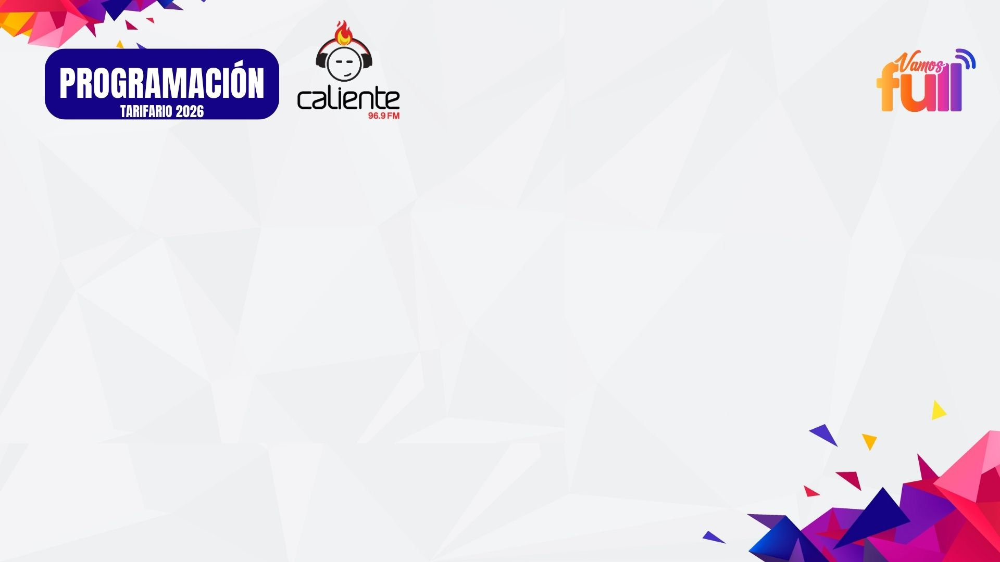 PROGRAMACIÓN
TARIFARIO 2026
caliente
96.9 FM
Vamos
full